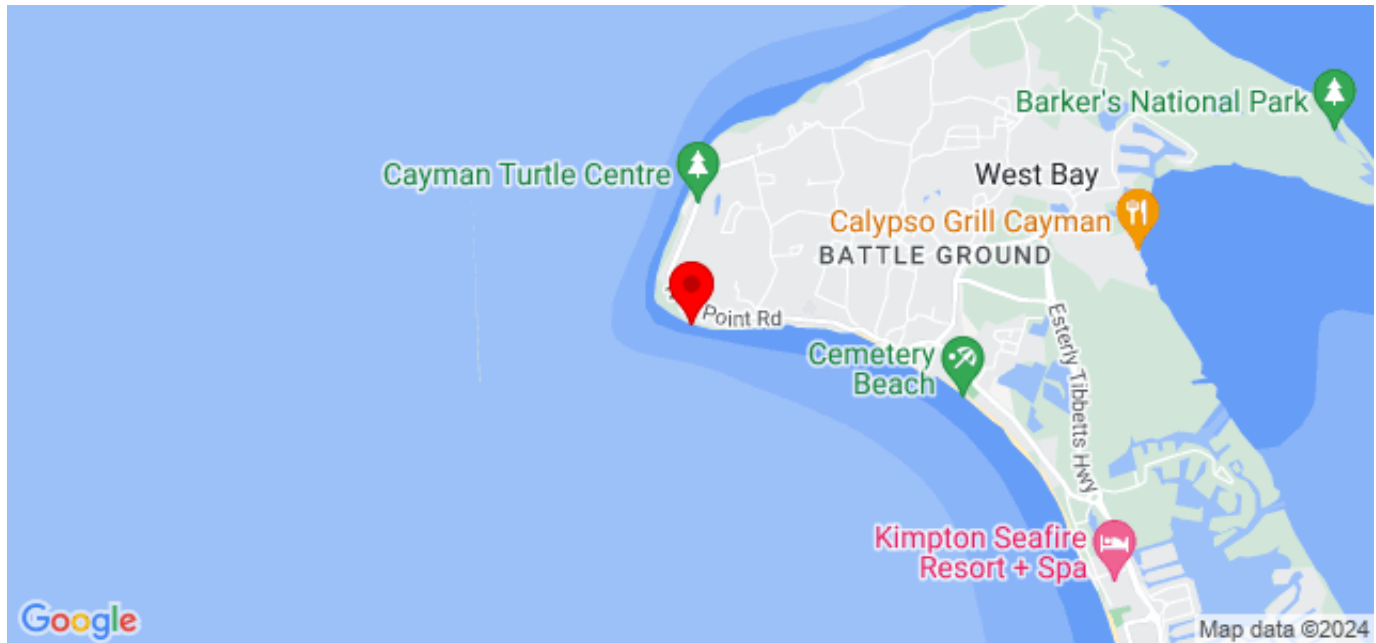 Barker's National Park
Cayman Turtle Centre
West Bay
Calypso Grill Cayman
BATTLE GROUND
Point Rd
Cemetery
Beach
Esterly Tibbetts Hwy
Kimpton Seafire
Resort + Spa
Google
Map data ©2024